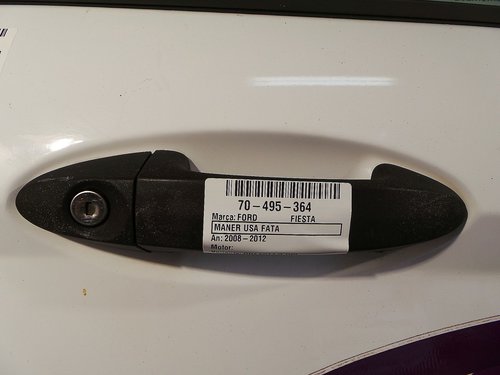 70-495-364
Marca: FORD FIESTA
MANER USA FATA
An: 2008-2012
Motor: